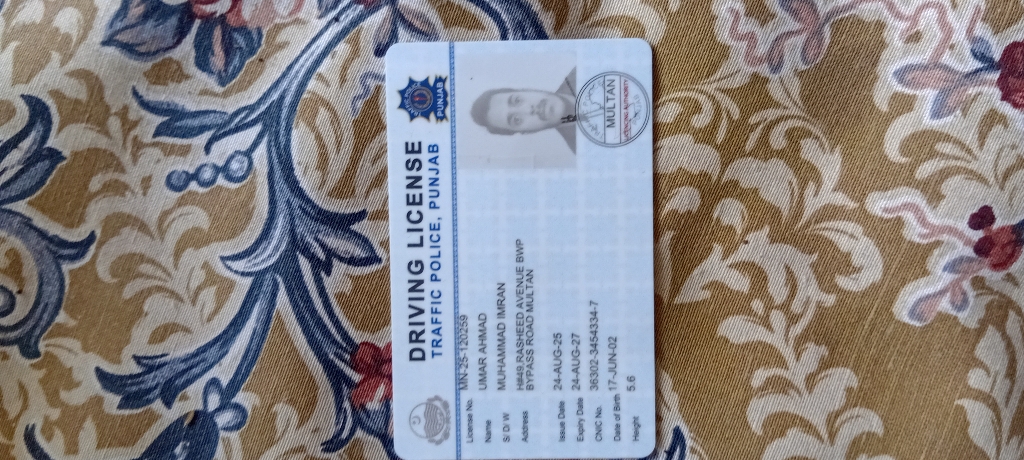 DRIVING LICENSE
TRAFFIC POLICE, PUNJAB
PUNJAB
License No. MN-25-120259
Name UMAR AHMAD
S/ D/ W MUHAMMAD IMRAN
Address H#49,RASHEED AVENUE BWP
BYPASS ROAD MULTAN
Issue Date 24-AUG-25
Expiry Date 24-AUG-27
CNIC No. 36302-3454334-7
Date of Birth 17-JUN-02
Height 5.6
MULTAN
LICENSING AUTHORITY